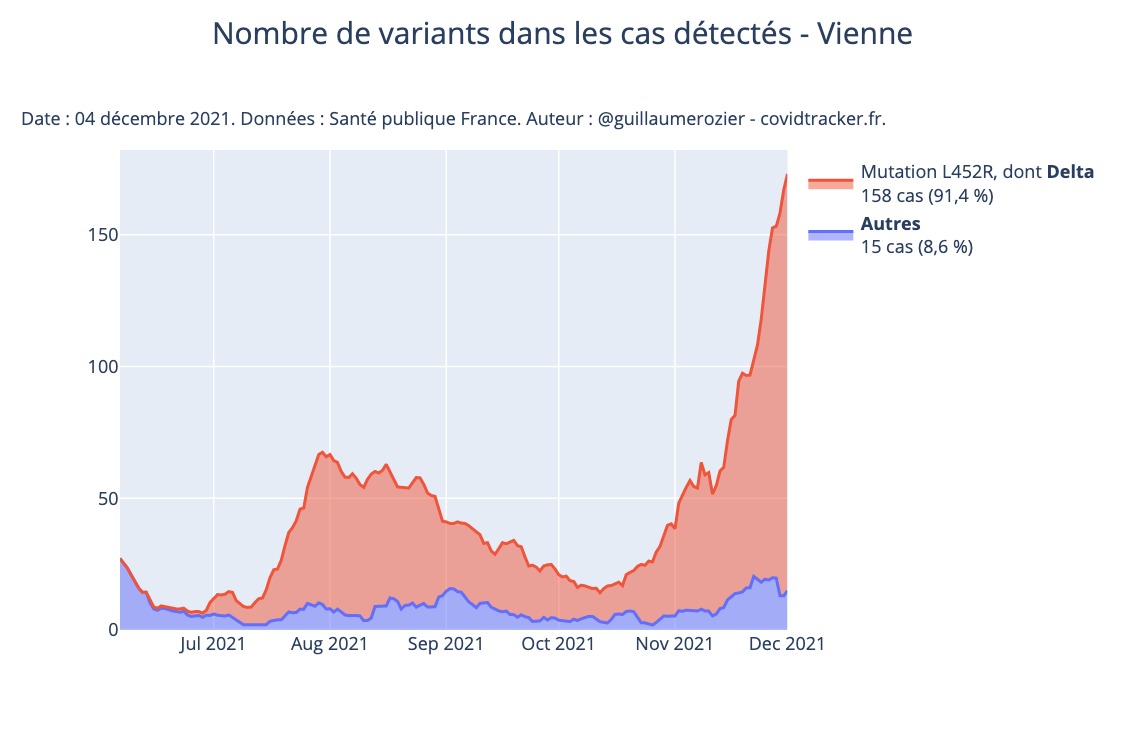 Nombre de variants dans les cas détectés - Vienne
Date : 04 décembre 2021. Données : Santé publique France. Auteur : @guillaumerozier - covidtracker.fr.
Mutation L452R, dont Delta
158 cas (91,4 %)
Autres
15 cas (8,6 %)
150
100
50
0
Jul 2021 Aug 2021 Sep 2021 Oct 2021 Nov 2021 Dec 2021